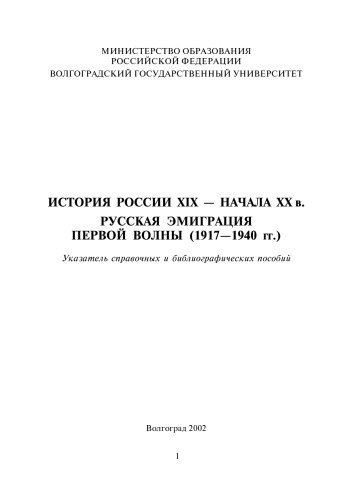 МИНИСТЕРСТВО ОБРАЗОВАНИЯ
РОССИЙСКОЙ ФЕДЕРАЦИИ
ВОЛГОГРАДСКИЙ ГОСУДАРСТВЕННЫЙ УНИВЕРСИТЕТ
ИСТОРИЯ РОССИИ XIX — НАЧАЛА XX в.
РУССКАЯ ЭМИГРАЦИЯ
ПЕРВОЙ ВОЛНЫ (1917—1940 гг.)
Указатель справочных и библиографических пособий
Волгоград 2002
1